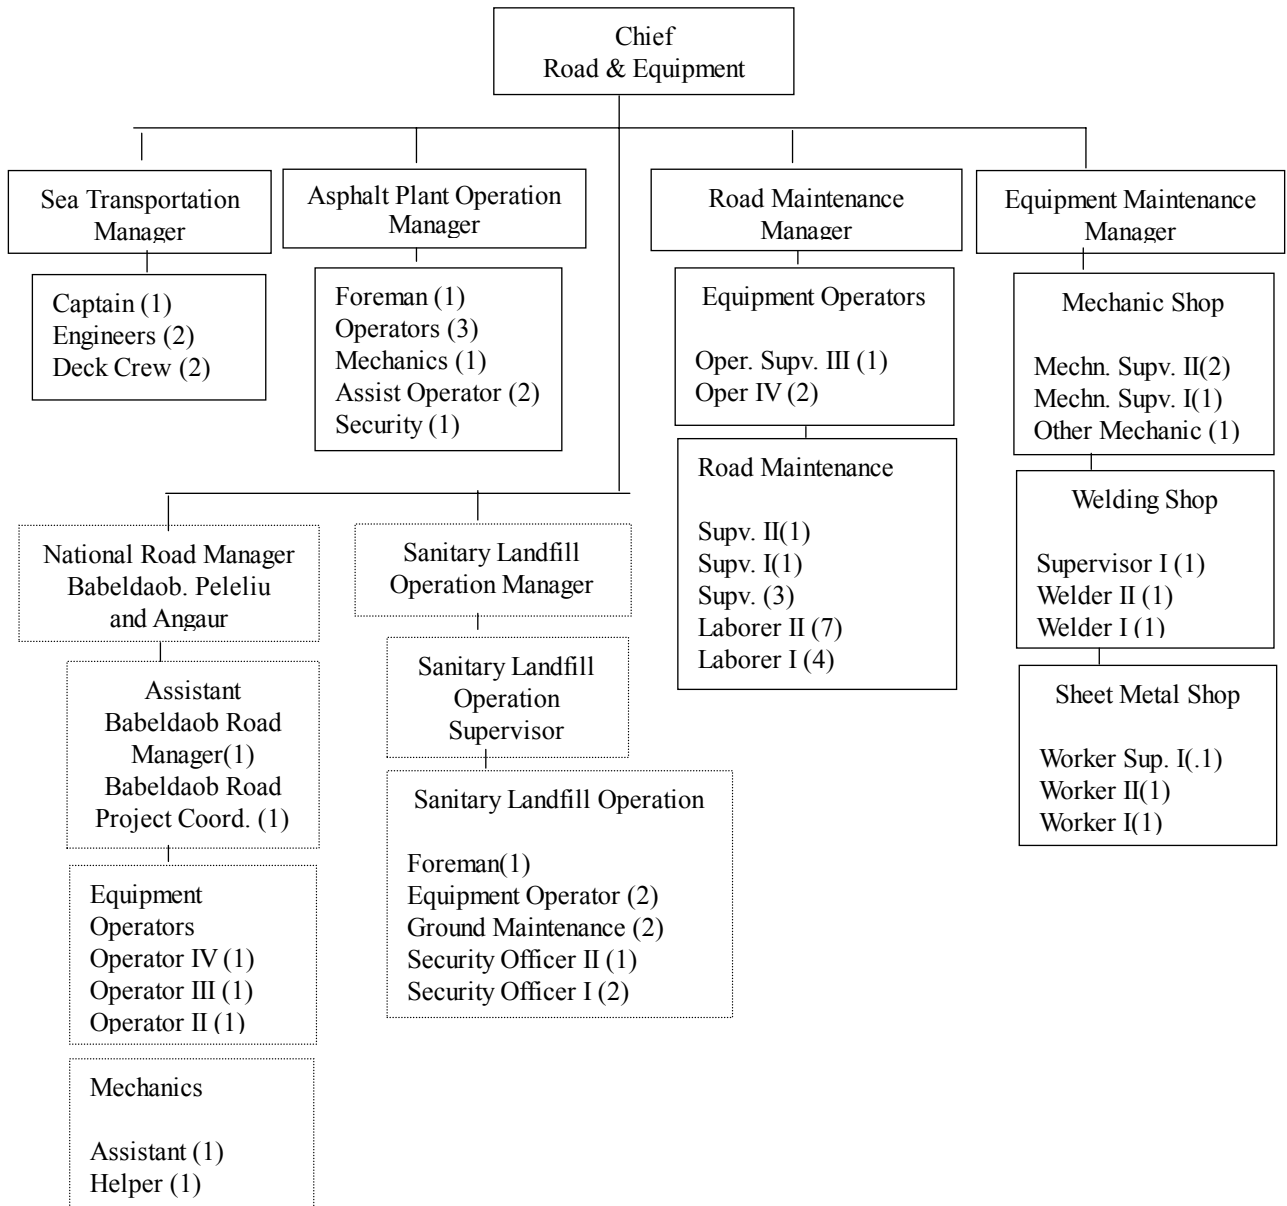 Chief
Road & Equipment
Sea Transportation
Manager
Asphalt Plant Operation
Manager
Road Maintenance
Manager
Equipment Maintenance
Manager
Captain (1)
Engineers (2)
Deck Crew (2)
Foreman (1)
Operators (3)
Mechanics (1)
Assist Operator (2)
Security (1)
Equipment Operators
Oper. Supv. III (1)
Oper IV (2)
Road Maintenance
Supv. II(1)
Supv. I(1)
Supv. (3)
Laborer II (7)
Laborer I (4)
Mechanic Shop
Mechn. Supv. II(2)
Mechn. Supv. I(1)
Other Mechanic (1)
Welding Shop
Supervisor I (1)
Welder II (1)
Welder I (1)
Sheet Metal Shop
Worker Sup. I(.1)
Worker II(1)
Worker I(1)
National Road Manager
Babeldaob. Peleliu
and Angaur
Assistant
Babeldaob Road
Manager(1)
Babeldaob Road
Project Coord. (1)
Equipment
Operators
Operator IV (1)
Operator III (1)
Operator II (1)
Mechanics
Assistant (1)
Helper (1)
Sanitary Landfill
Operation Manager
Sanitary Landfill
Operation
Supervisor
Sanitary Landfill Operation
Foreman(1)
Equipment Operator (2)
Ground Maintenance (2)
Security Officer II (1)
Security Officer I (2)